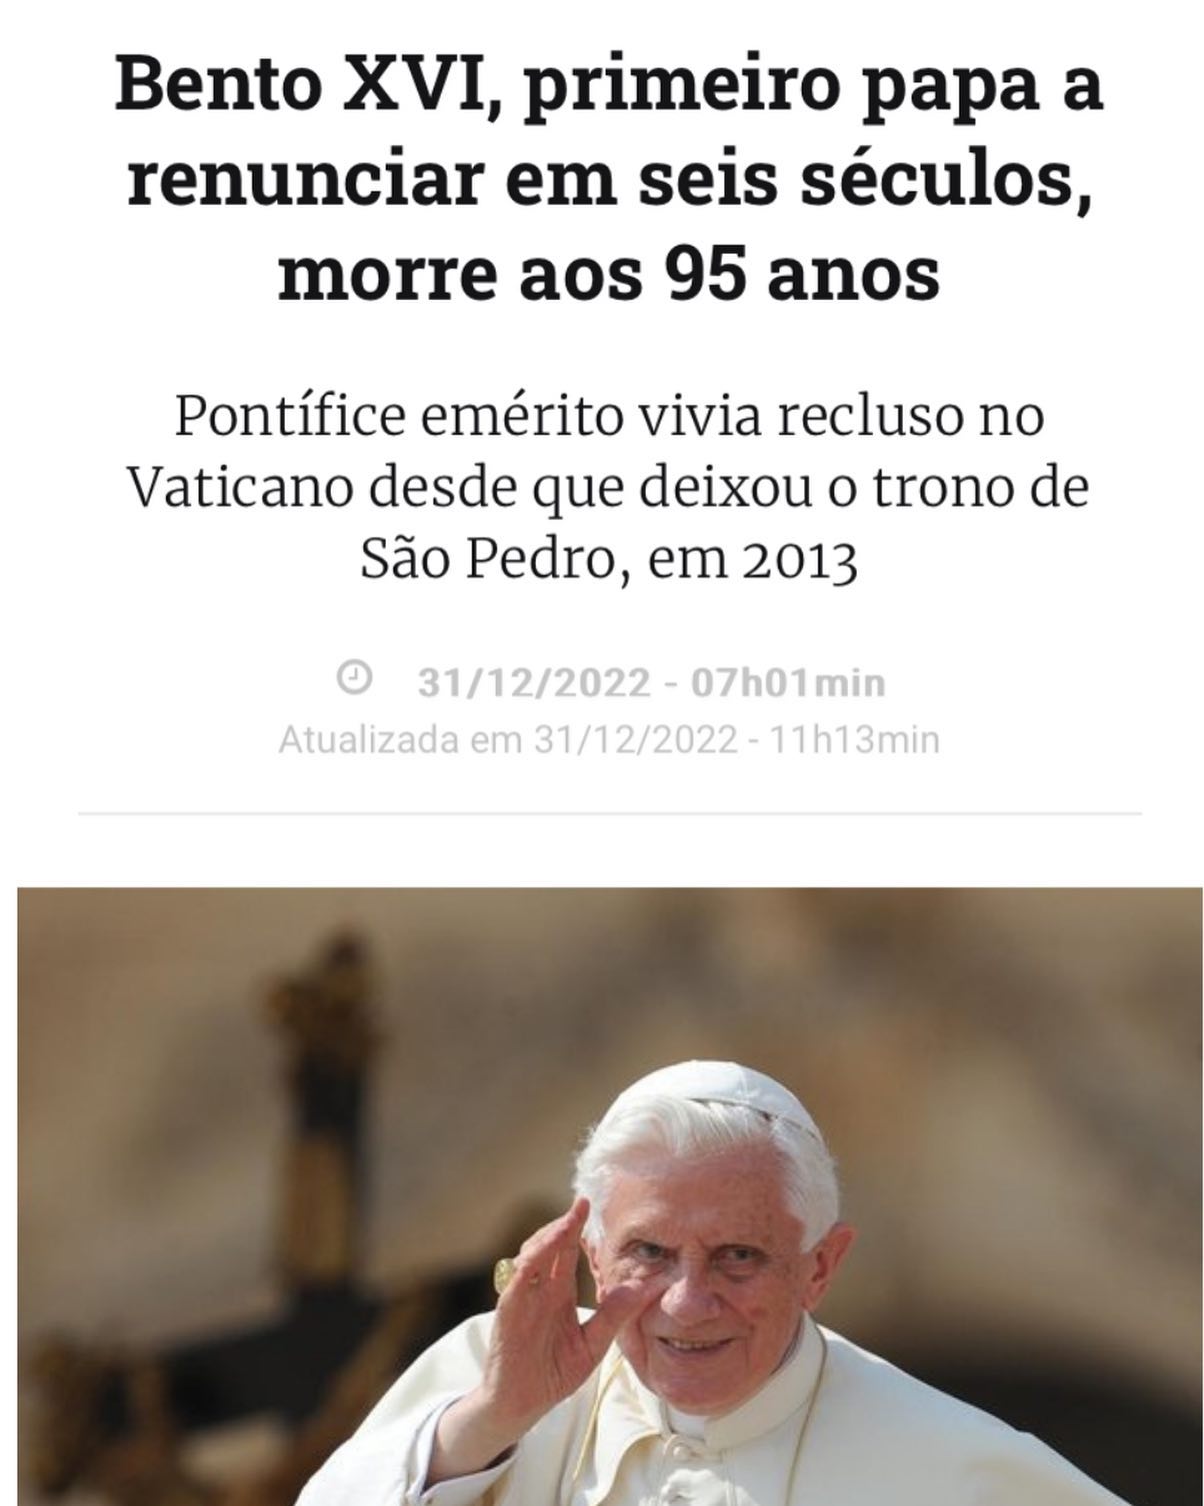 Bento XVI, primeiro papa a
renunciar em seis séculos,
morre aos 95 anos
Pontífice emérito vivia recluso no
Vaticano desde que deixou o trono de
São Pedro, em 2013
31/12/2022 - 07h01min
Atualizada em 31/12/2022 - 11h13min